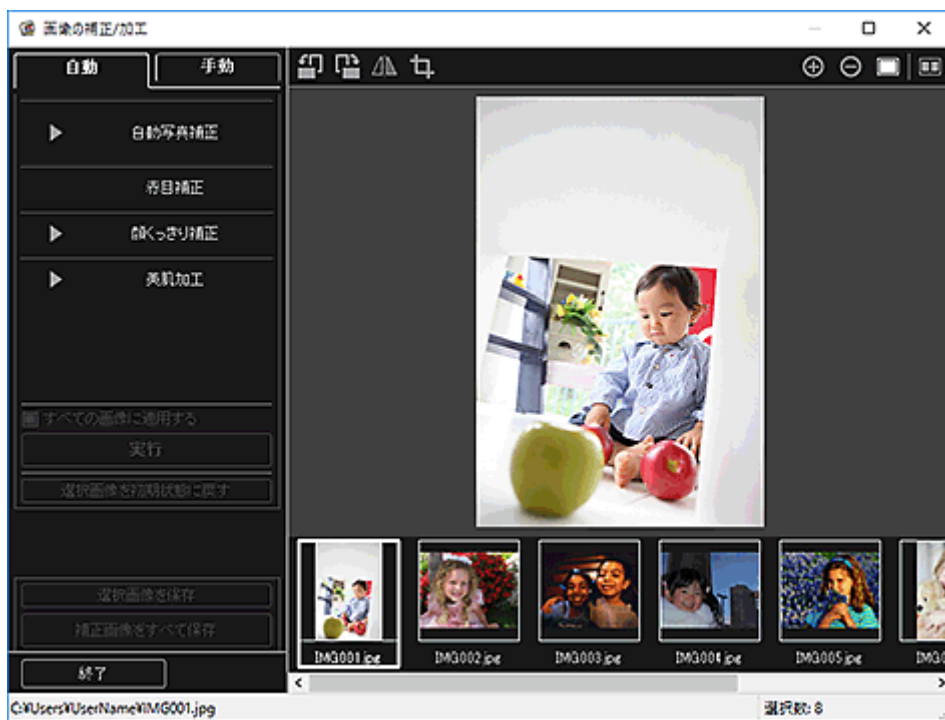 画像の補正/加工
自動
手動
自動写真補正
赤目補正
顔くっきり補正
美肌加工
すべての画像に適用する
実行
選択画像を初期状態に戻す
選択画像を保存
補正画像をすべて保存
終了
IMG001.jpg
IMG002.jpg
IMG003.jpg
IMG004.jpg
IMG005.jpg
IMG0
C:¥Users¥UserName¥IMG001.jpg
選択数: 8